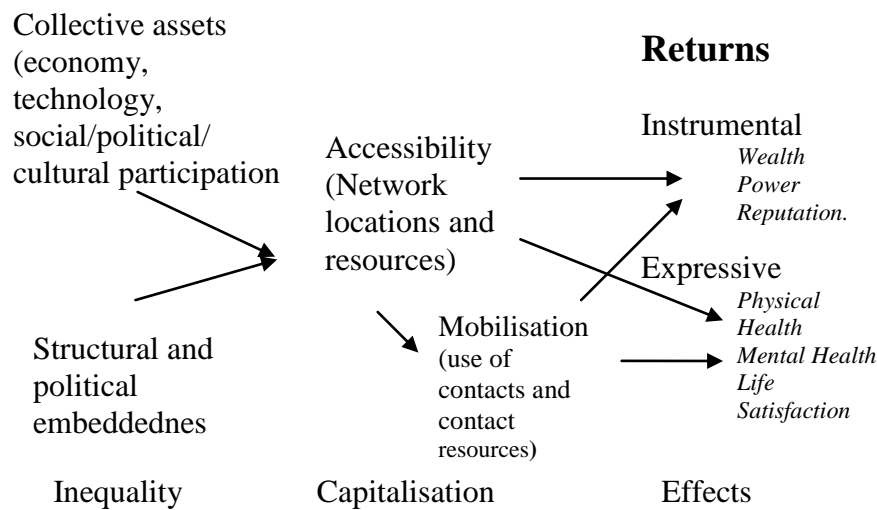 Collective assets
(economy,
technology,
social/political/
cultural participation
Structural and
political
embeddednes
Inequality
Accessibility
(Network
locations and
resources)
Mobilisation
(use of
contacts and
contact
resources)
Capitalisation
Returns
Instrumental
Wealth
Power
Reputation.
Expressive
Physical
Health
Mental Health
Life
Satisfaction
Effects